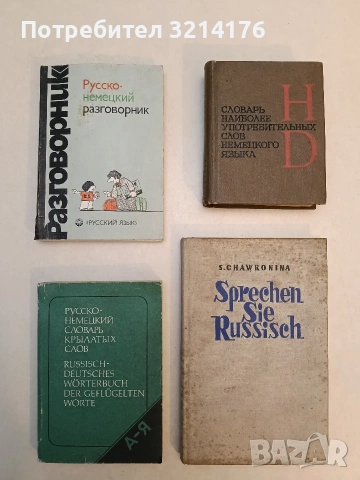 Потребител 3214176
Разговорник
Русско-
немецкий
разговорник
«РУССКИЙ ЯЗЫК»
СЛОВАРЬ
НАИБОЛЕЕ
УПОТРЕБИТЕЛЬНЫХ
СЛОВ
НЕМЕЦКОГО
ЯЗЫКА
H
D
РУССКО-
НЕМЕЦКИЙ
СЛОВАРЬ
КРЫЛАТЫХ
СЛОВ
RUSSISCH-
DEUTSCHES
WÖRTERBUCH
DER GEFLÜGELTEN
WORTE
А-Я
S. CHAWRONINA
Sprechen
Sie
Russisch
BAZAR